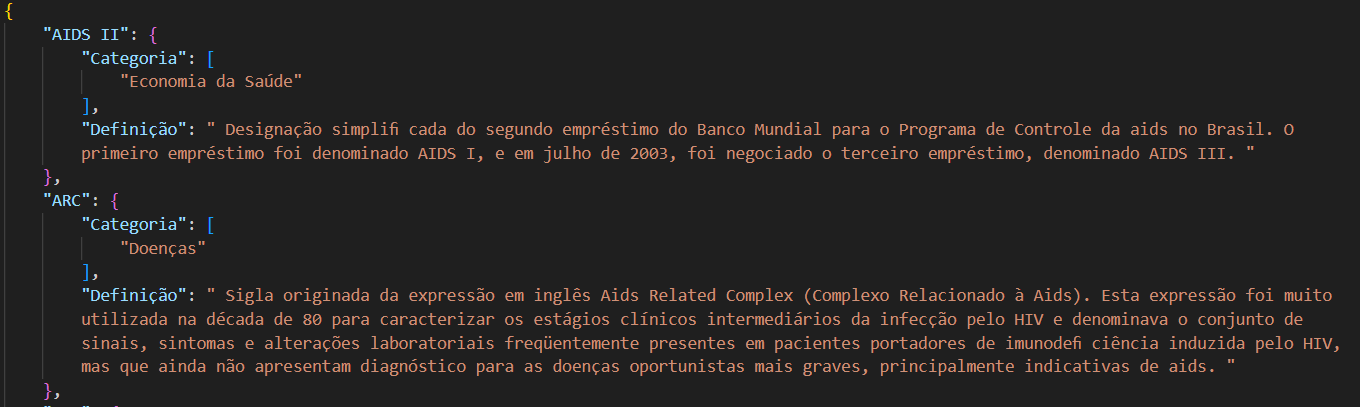 {
"AIDS II": {
"Categoria": [
"Economia da Saúde"
],
"Definição": " Designação simplifi cada do segundo empréstimo do Banco Mundial para o Programa de Controle da aids no Brasil. O
primeiro empréstimo foi denominado AIDS I, e em julho de 2003, foi negociado o terceiro empréstimo, denominado AIDS III. "
},
"ARC": {
"Categoria": [
"Doenças"
],
"Definição": " Sigla originada da expressão em inglês Aids Related Complex (Complexo Relacionado à Aids). Esta expressão foi muito
utilizada na década de 80 para caracterizar os estágios clínicos intermediários da infecção pelo HIV e denominava o conjunto de
sinais, sintomas e alterações laboratoriais freqüentemente presentes em pacientes portadores de imunodefi ciência induzida pelo HIV,
mas que ainda não apresentam diagnóstico para as doenças oportunistas mais graves, principalmente indicativas de aids. "
},